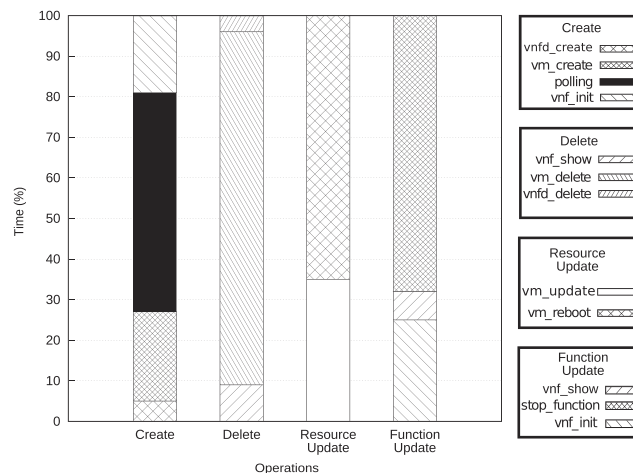 100
90
80
70
60
50
40
30
20
10
0
Time (%)
Create
Delete
Resource
Update
Function
Update
Operations
Create
vnfd_create
vm_create
polling
vnf_init
Delete
vnf_show
vm_delete
vnfd_delete
Resource
Update
vm_update
vm_reboot
Function
Update
vnf_show
stop_function
vnf_init